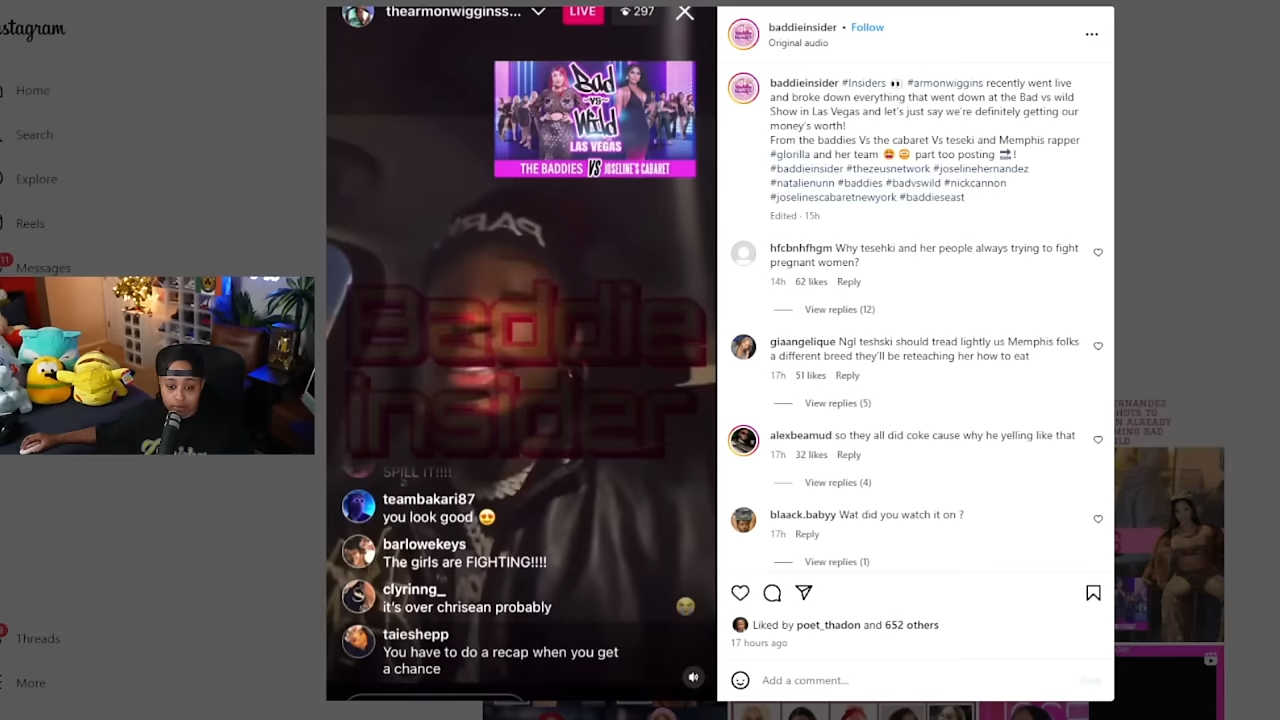 stagram
Home
Search
Explore
Reels
11
Messages
Threads
More
thearmonwigginss...
LIVE
297
Bad
-VS-
Wild
LAS VEGAS
THE BADDIES VS JOSELINE'S CABARET
Baddie
insider
SPILL IT!!!!
teambakari87
you look good 😍
barlowekeys
The girls are FIGHTING!!!!
clyrinng_
it's over chrisean probably
taieshepp
You have to do a recap when you get
a chance
baddieinsider • Follow
Original audio
baddieinsider #Insiders 👀 #armonwiggins recently went live
and broke down everything that went down at the Bad vs wild
Show in Las Vegas and let's just say we're definitely getting our
money's worth!
From the baddies Vs the cabaret Vs teseki and Memphis rapper
#glorilla and her team 🤩 😳 part too posting 🔜!
#baddieinsider #thezeusnetwork #joselinehernandez
#natalienunn #baddies #badvswild #nickcannon
#joselinescabaretnewyork #baddieseast
Edited · 15h
hfcbnhfhgm Why tesehki and her people always trying to fight
pregnant women?
14h 62 likes Reply
View replies (12)
giaangelique Ngl teshski should tread lightly us Memphis folks
a different breed they'll be reteaching her how to eat
17h 51 likes Reply
View replies (5)
alexbeamud so they all did coke cause why he yelling like that
17h 32 likes Reply
View replies (4)
blaack.babyy Wat did you watch it on ?
17h Reply
View replies (1)
Liked by poet_thadon and 652 others
17 hours ago
Add a comment...
Post